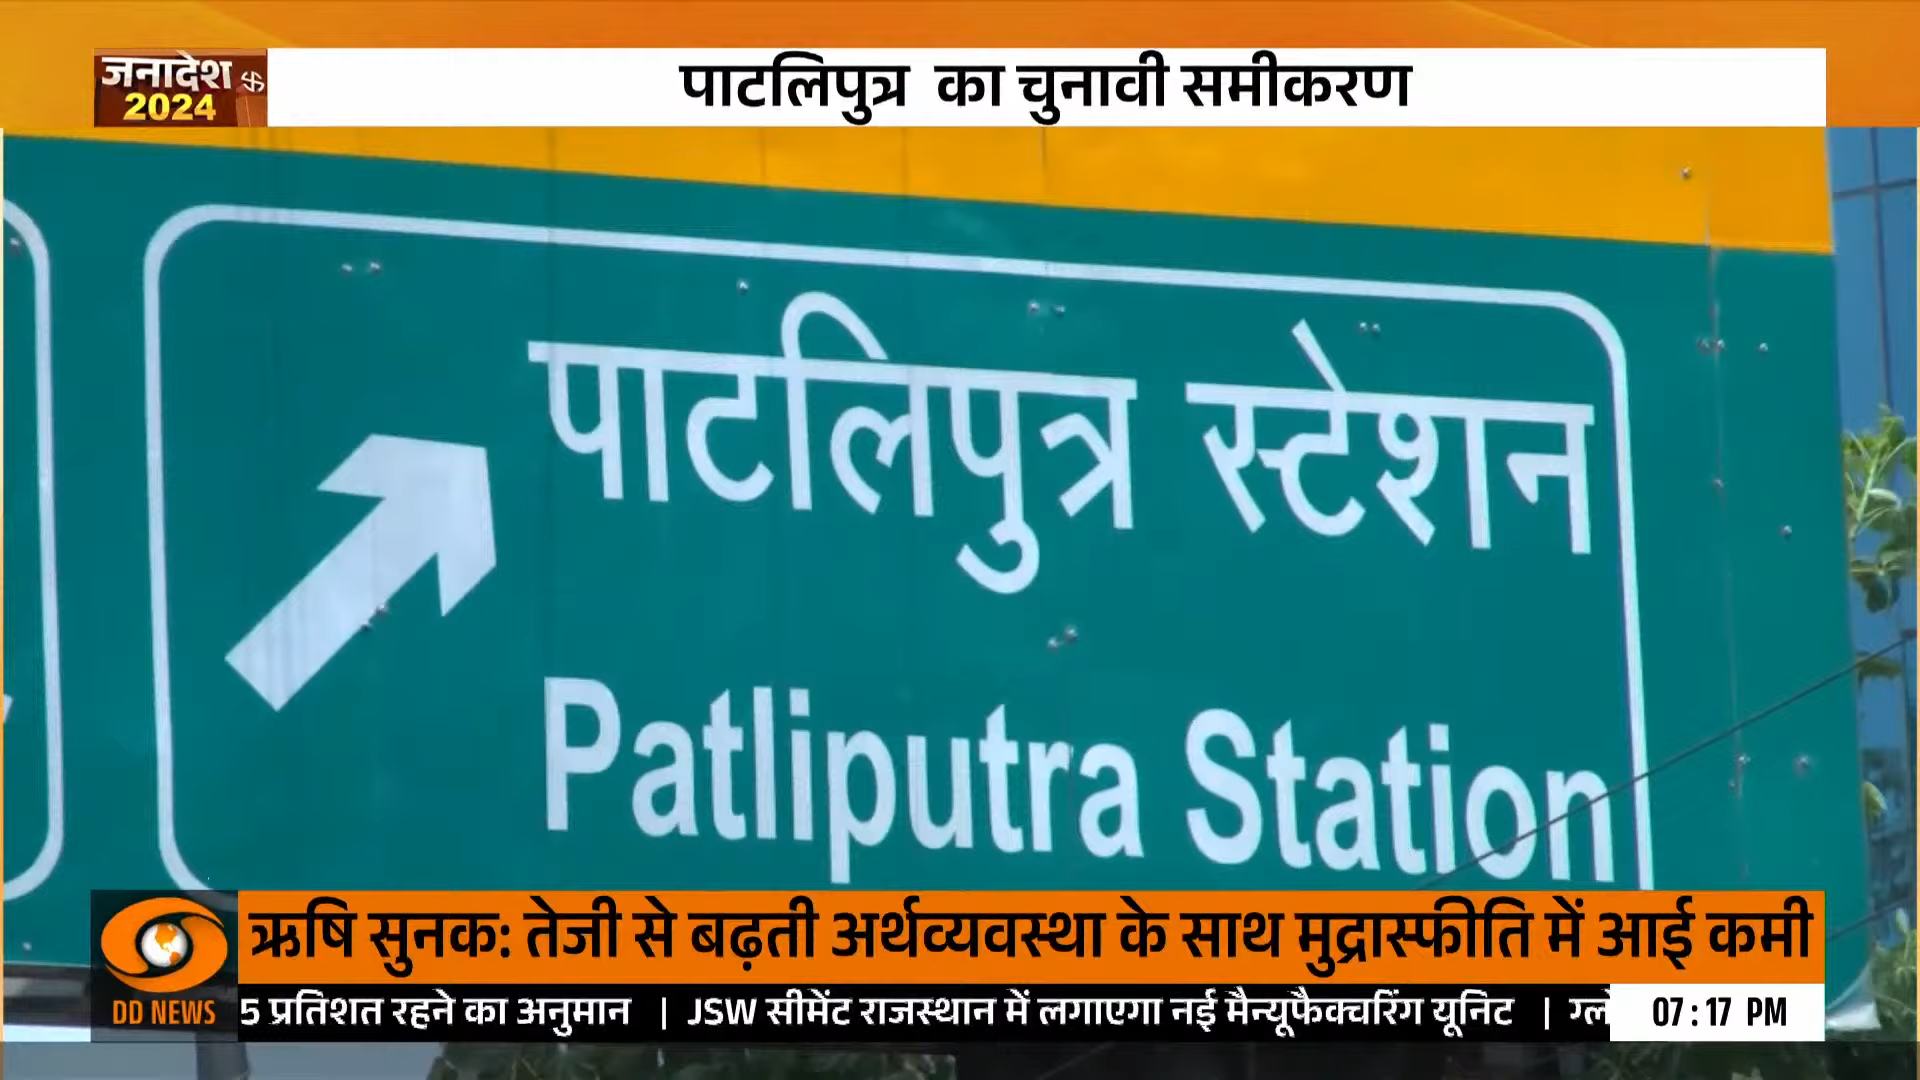 जनादेश
2024
पाटलिपुत्र का चुनावी समीकरण
पाटलिपुत्र स्टेशन
Patliputra Station
ऋषि सुनक: तेजी से बढ़ती अर्थव्यवस्था के साथ मुद्रास्फीति में आई कमी
DD NEWS
5 प्रतिशत रहने का अनुमान | JSW सीमेंट राजस्थान में लगाएगा नई मैन्यूफैक्चरिंग यूनिट |
07:17 PM